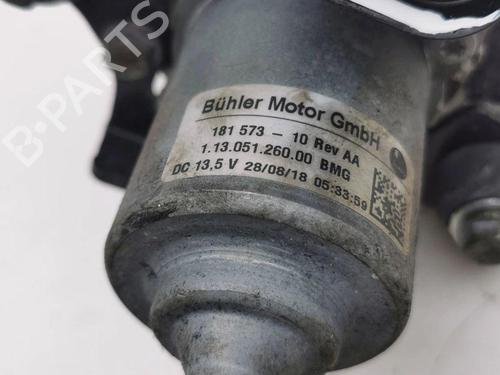 B-PARTS
Bühler Motor GmbH
181 573 - 10 Rev AA
1.13.051.260.00 BMG
DC 13,5 V 28/08/18 05:33:59